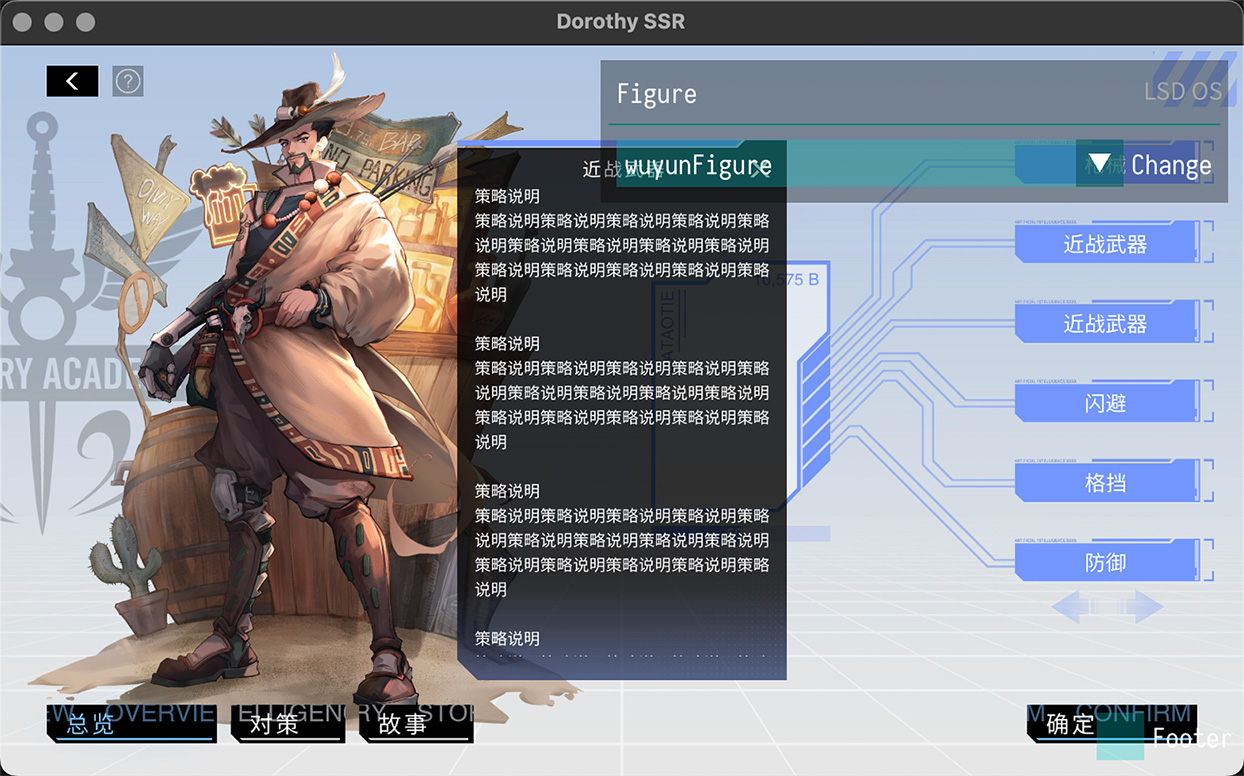 Dorothy SSR
?
Figure
LSD OS
wuyunFigure
Change
近战武器
策略说明
策略说明策略说明策略说明策略说明策略
说明策略说明策略说明策略说明策略说明
策略说明策略说明策略说明策略说明策略
说明
策略说明
策略说明策略说明策略说明策略说明策略
说明策略说明策略说明策略说明策略说明
策略说明策略说明策略说明策略说明策略
说明
策略说明
策略说明策略说明策略说明策略说明策略
说明策略说明策略说明策略说明策略说明
策略说明策略说明策略说明策略说明策略
说明
策略说明
BAR
NO PARKING
RY ACADE
10,575 B
ATAOTIE
枪械
近战武器
近战武器
闪避
格挡
防御
总览
OVERVIE
对策
ELLIGENC
故事
RY STOR
确定
CONFIRM
Footer